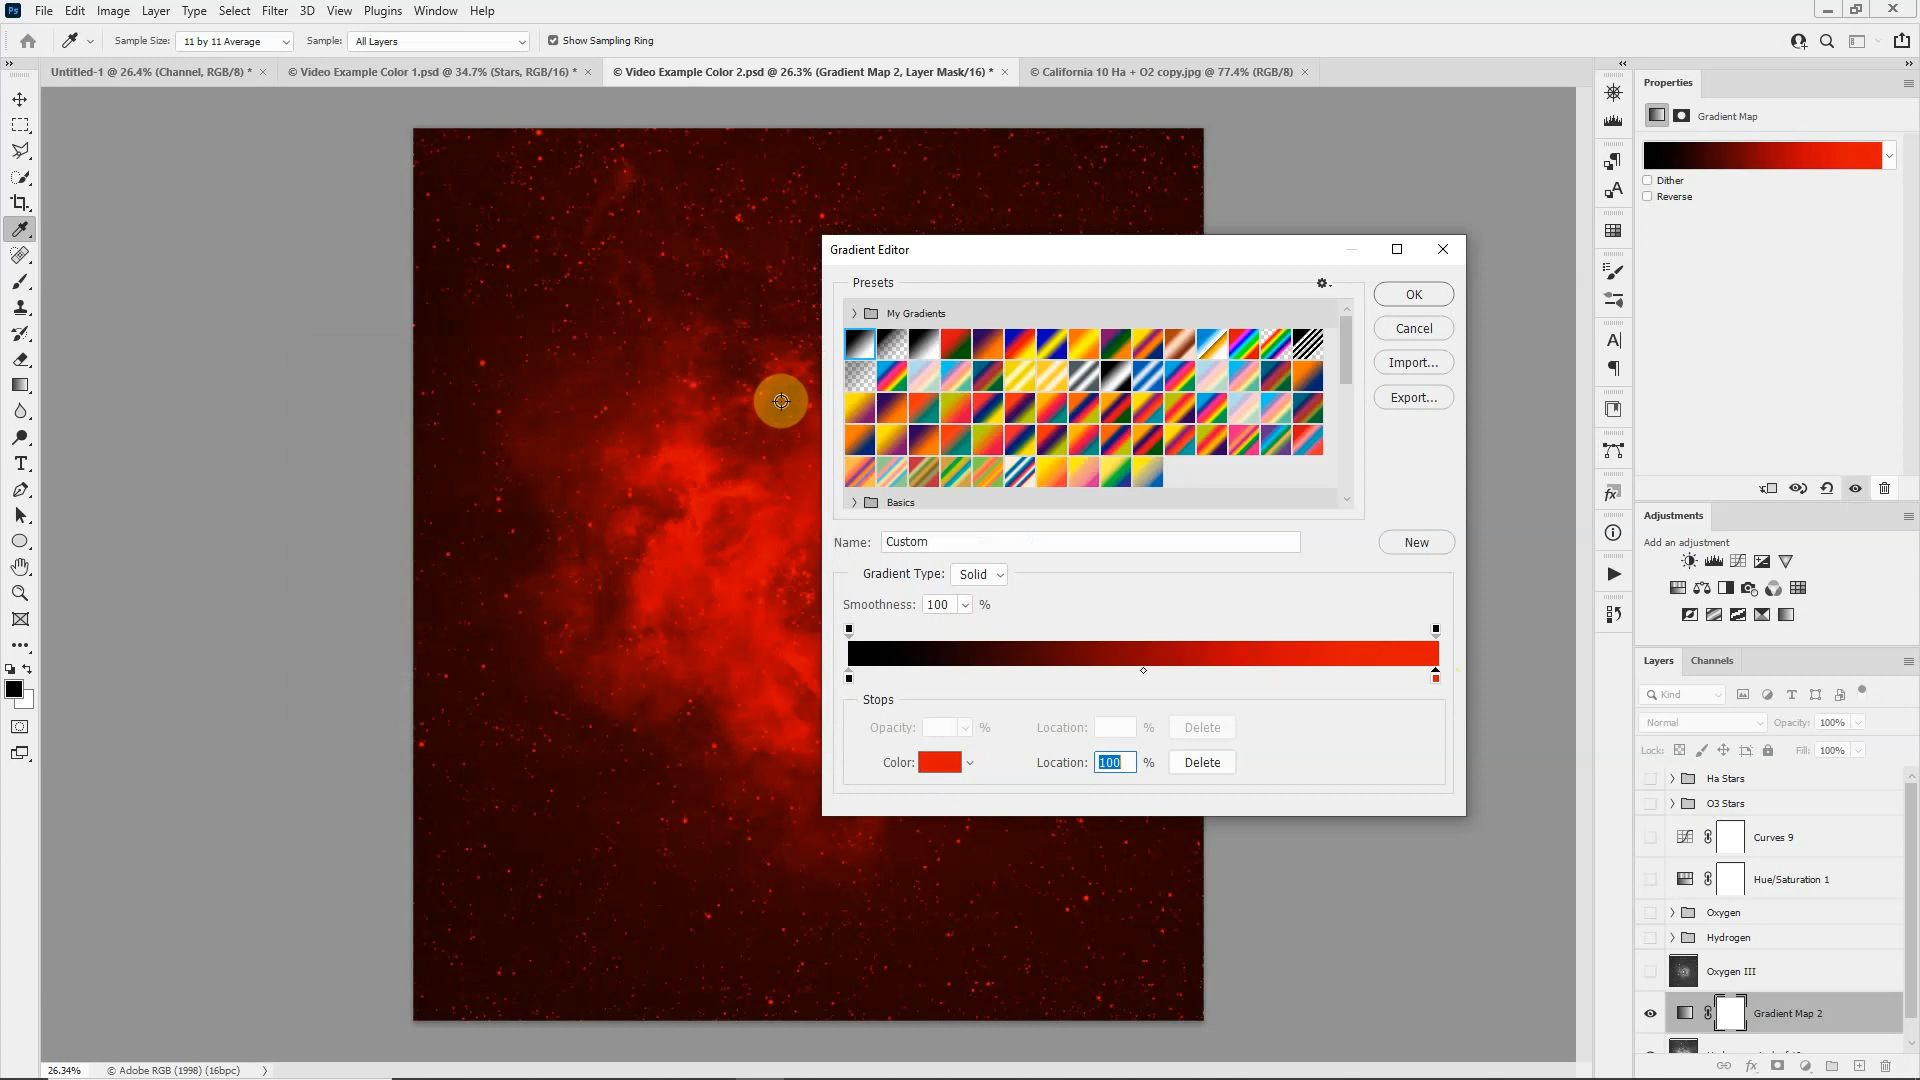 Ps File Edit Image Layer Type Select Filter 3D View Plugins Window Help
Sample Size: 11 by 11 Average Sample: All Layers Show Sampling Ring
Untitled-1 @ 26.4% (Channel, RGB/8) * × © Video Example Color 1.psd @ 34.7% (Stars, RGB/16) * × © Video Example Color 2.psd @ 26.3% (Gradient Map 2, Layer Mask/16) * × © California 10 Ha + O2 copy.jpg @ 77.4% (RGB/8) ×
Properties
Gradient Map
Dither
Reverse
Gradient Editor
Presets
My Gradients
Basics
OK
Cancel
Import...
Export...
Name: Custom
New
Gradient Type: Solid
Smoothness: 100 %
Stops
Opacity: % Location: % Delete
Color: Location: 100 % Delete
Adjustments
Add an adjustment
Layers Channels
Kind
Normal Opacity: 100%
Lock: Fill: 100%
Ha Stars
O3 Stars
Curves 9
Hue/Saturation 1
Oxygen
Hydrogen
Oxygen III
Gradient Map 2
26.34% © Adobe RGB (1998) (16bpc)